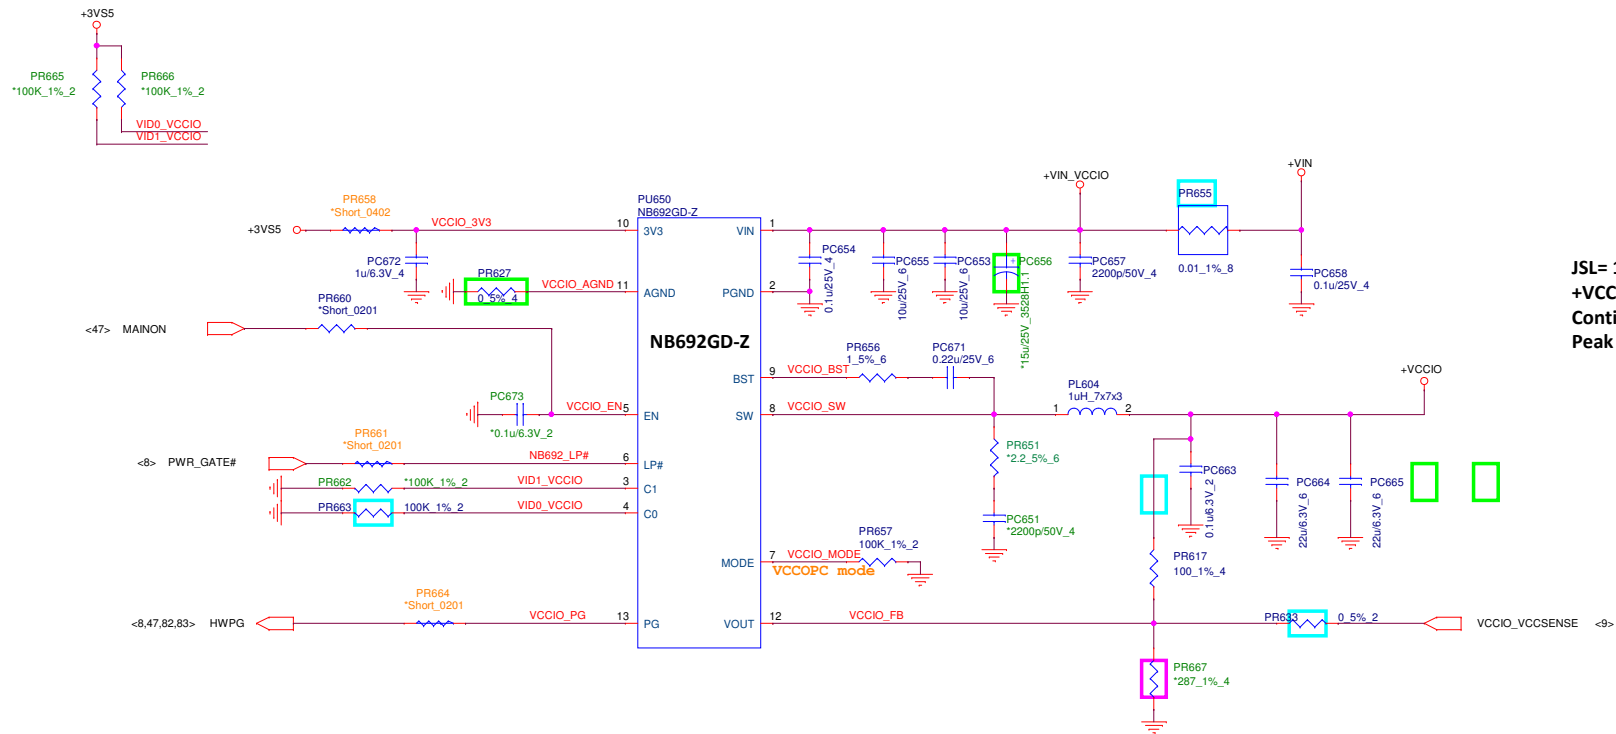 +3VS5
PR665
*100K_1%_2
PR666
*100K_1%_2
VID0_VCCIO
VID1_VCCIO
PR658
*Short_0402
+3VS5
VCCIO_3V3
10
PC672
1u/6.3V_4
PR627
0_5%_4
VCCIO_AGND
11
PR660
*Short_0201
<47> MAINON
PC673
*0.1u/6.3V_2
VCCIO_EN
5
PR661
*Short_0201
<8> PWR_GATE#
NB692_LP#
6
PR662
*100K_1%_2
VID1_VCCIO
3
PR663
100K_1%_2
VID0_VCCIO
4
PR664
*Short_0201
<8,47,82,83> HWPG
VCCIO_PG
13
PU650
NB692GD-Z
3V3
VIN
AGND
PGND
NB692GD-Z
BST
EN
SW
LP#
C1
C0
MODE
PG
VOUT
1
2
PC654
0.1u/25V_4
PC655
10u/25V_6
PC653
10u/25V_6
PC656
*15u/25V_3528H1.1
+VIN_VCCIO
PC657
2200p/50V_4
PR655
0.01_1%_8
+VIN
PC658
0.1u/25V_4
9
VCCIO_BST
PR656
1_5%_6
PC671
0.22u/25V_6
8
VCCIO_SW
PL604
1uH_7x7x3
1
2
+VCCIO
PR651
*2.2_5%_6
PC651
*2200p/50V_4
PC663
0.1u/6.3V_2
PC664
22u/6.3V_6
PC665
22u/6.3V_6
PR657
100K_1%_2
7
VCCIO_MODE
VCCOPC mode
PR617
100_1%_4
12
VCCIO_FB
PR633
0_5%_2
VCCIO_VCCSENSE <9>
PR667
*287_1%_4
JSL= 1
+VCC
Conti
Peak